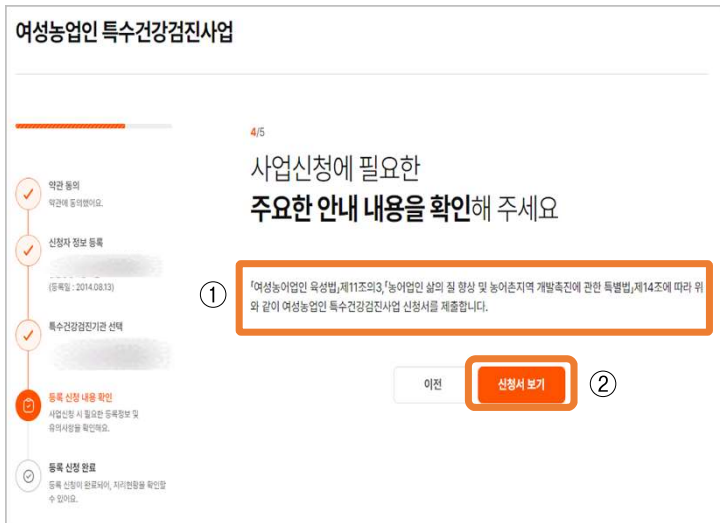 여성농업인 특수건강검진사업
약관 동의
약관에 동의했어요.
신청자 정보 등록
(등록일 : 2014.08.13)
특수건강검진기관 선택
등록 신청 내용 확인
사업신청 시 필요한 등록정보 및
유의사항을 확인해요.
등록 신청 완료
등록 신청이 완료되어, 처리현황을 확인할
수 있어요.
4/5
사업신청에 필요한
주요한 안내 내용을 확인해 주세요
①
「여성농어업인 육성법」제11조의3,「농어업인 삶의 질 향상 및 농어촌지역 개발촉진에 관한 특별법」제14조에 따라 위
와 같이 여성농업인 특수건강검진사업 신청서를 제출합니다.
이전
신청서 보기
②